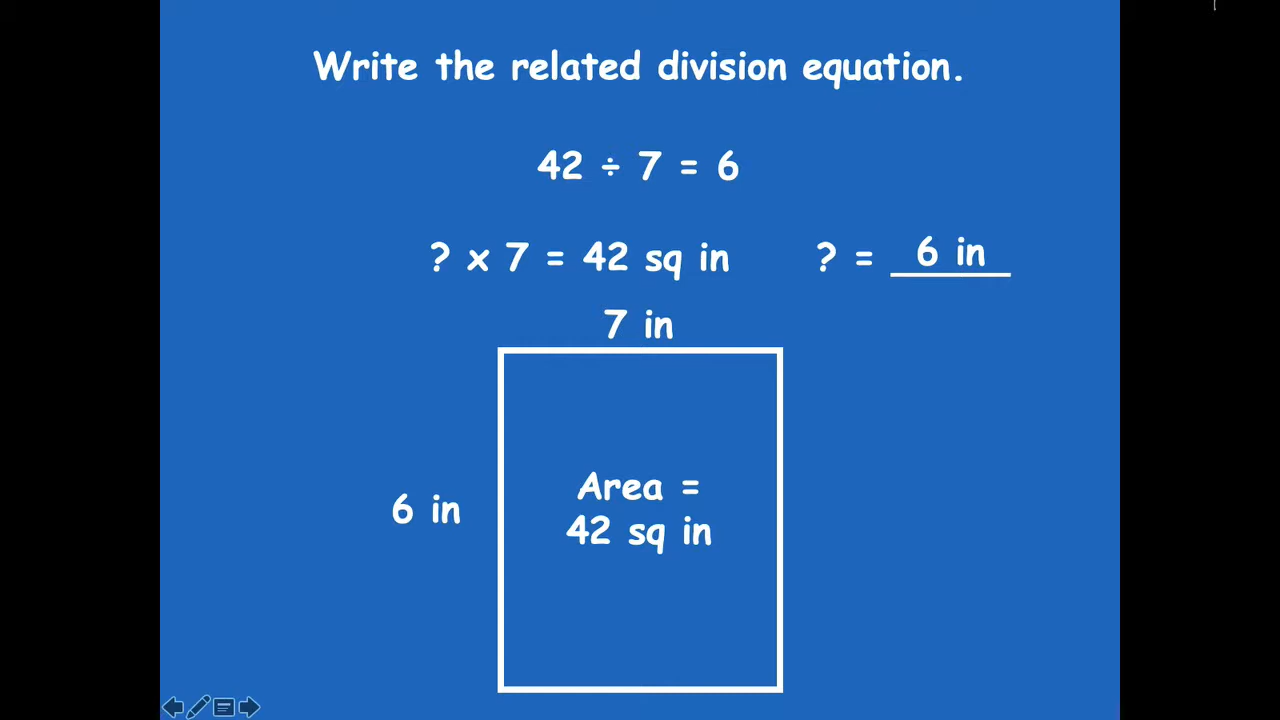 Write the related division equation.
42 ÷ 7 = 6
? x 7 = 42 sq in ? = 6 in
7 in
Area =
6 in
42 sq in